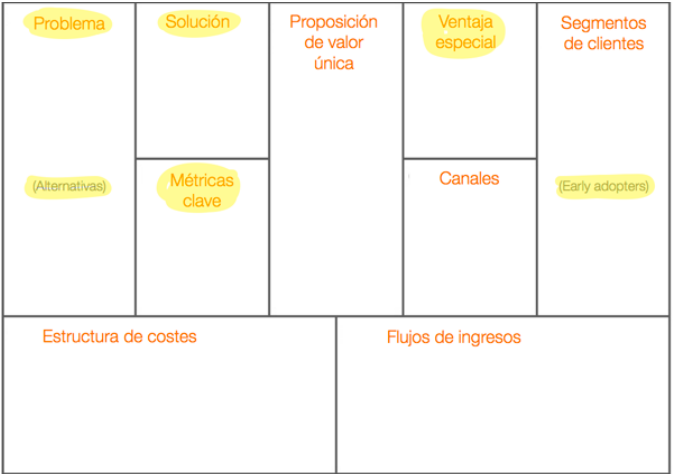 Problema
(Alternativas)
Solución
Métricas
clave
Proposición
de valor
única
Ventaja
especial
Canales
Segmentos
de clientes
(Early adopters)
Estructura de costes
Flujos de ingresos